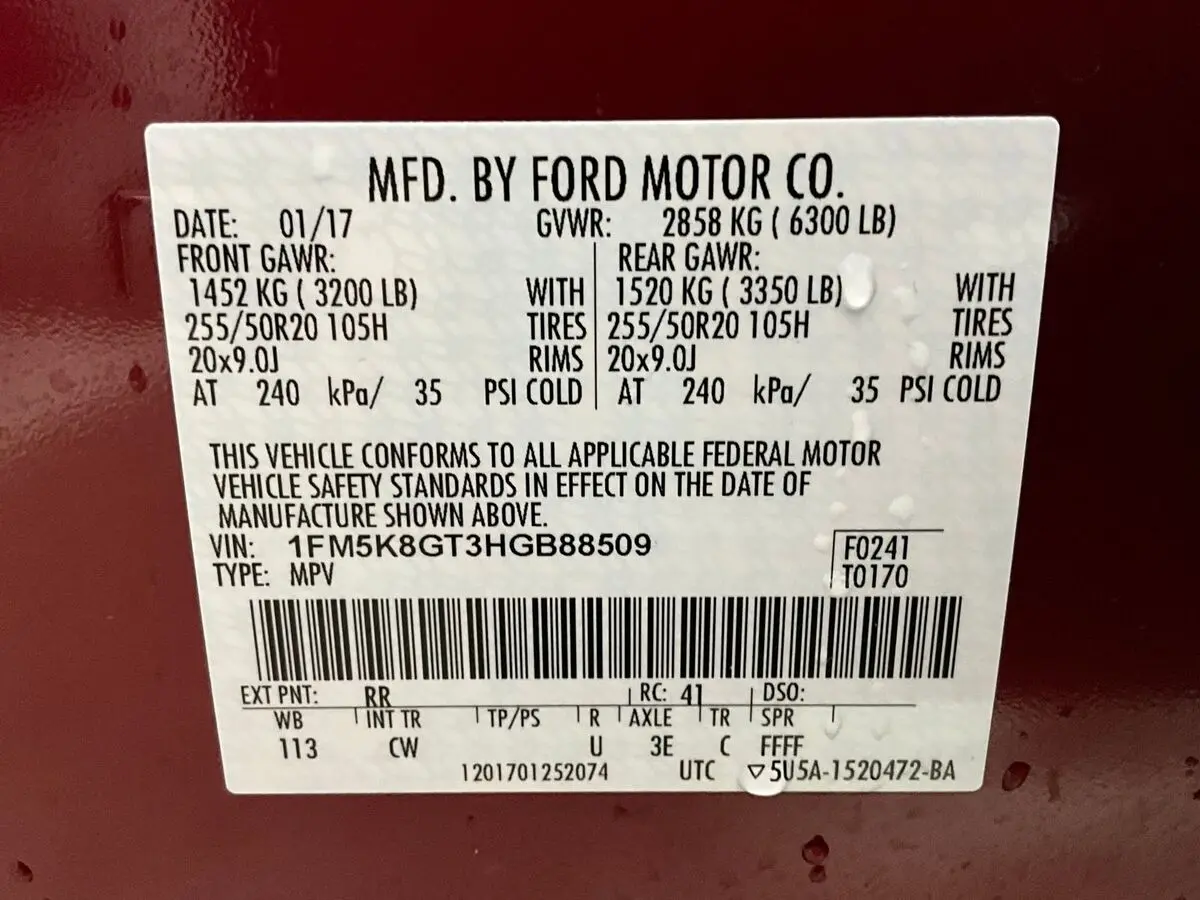 MFD. BY FORD MOTOR CO.
DATE: 01/17 GVWR: 2858 KG ( 6300 LB)
FRONT GAWR: REAR GAWR:
1452 KG ( 3200 LB) WITH 1520 KG ( 3350 LB) WITH
255/50R20 105H TIRES 255/50R20 105H TIRES
20x9.0J RIMS 20x9.0J RIMS
AT 240 kPa/ 35 PSI COLD AT 240 kPa/ 35 PSI COLD
THIS VEHICLE CONFORMS TO ALL APPLICABLE FEDERAL MOTOR
VEHICLE SAFETY STANDARDS IN EFFECT ON THE DATE OF
MANUFACTURE SHOWN ABOVE.
VIN: 1FM5K8GT3HGB88509 F0241
TYPE: MPV T0170
EXT PNT: RR RC: 41 DSO:
WB INT TR TP/PS R AXLE TR SPR
113 CW U 3E C FFFF
1201701252074 UTC ▽5U5A-1520472-BA